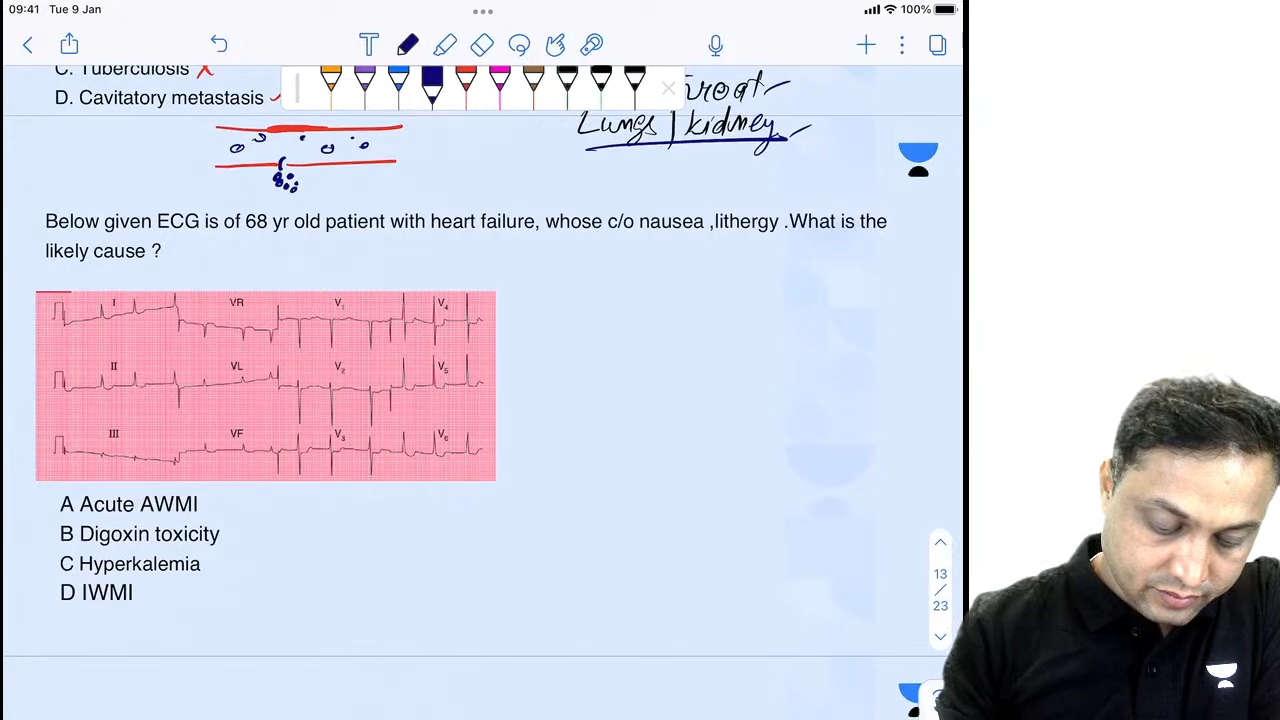 09:41 Tue 9 Jan
100%
C. Tuberculosis
D. Cavitatory metastasis
Lungs | kidney
Below given ECG is of 68 yr old patient with heart failure, whose c/o nausea ,lithergy .What is the
likely cause ?
I VR V1 V4
II VL V2 V5
III VF V3 V6
A Acute AWMI
B Digoxin toxicity
C Hyperkalemia
D IWMI
13
/
23